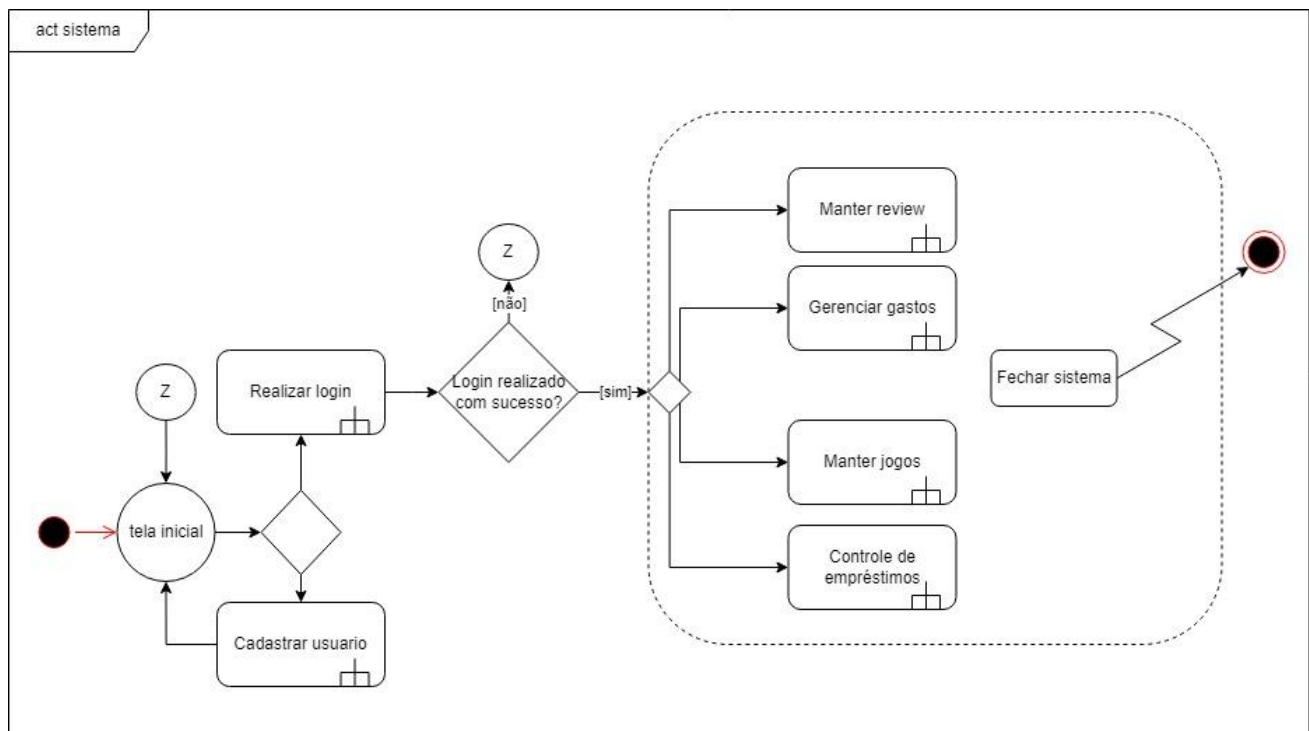 act sistema
Manter review
Z
[não]
Gerenciar gastos
Z
Realizar login
Login realizado
com sucesso?
[sim]
Fechar sistema
Manter jogos
tela inicial
Controle de
empréstimos
Cadastrar usuario